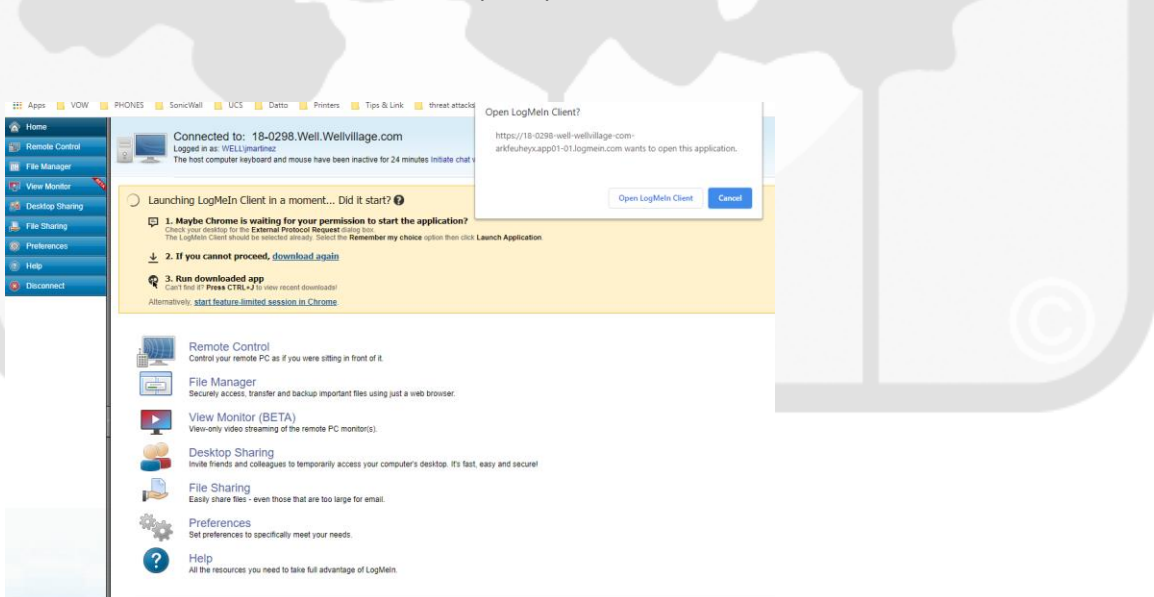 Apps VOW PHONES SonicWall UCS Datto Printers Tips & Link threat attacks
Open LogMeIn Client?
https://18-0298-well-wellvillage-com-
arkfeuheyx.app01-01.logmein.com wants to open this application.
Open LogMeIn Client Cancel
Home
Remote Control
File Manager
View Monitor
Desktop Sharing
File Sharing
Preferences
Help
Disconnect
Connected to: 18-0298.Well.Wellvillage.com
Logged in as: WELL\jmartinez
The host computer keyboard and mouse have been inactive for 24 minutes Initiate chat
Launching LogMeIn Client in a moment... Did it start?
1. Maybe Chrome is waiting for your permission to start the application?
Check your desktop for the External Protocol Request dialog box.
The LogMeIn Client should be selected already. Select the Remember my choice option then click Launch Application.
2. If you cannot proceed, download again
3. Run downloaded app
Can't find it? Press CTRL+J to view recent downloads!
Alternatively, start feature-limited session in Chrome.
Remote Control
Control your remote PC as if you were sitting in front of it.
File Manager
Securely access, transfer and backup important files using just a web browser.
View Monitor (BETA)
View-only video streaming of the remote PC monitor(s).
Desktop Sharing
Invite friends and colleagues to temporarily access your computer's desktop. It's fast, easy and secure!
File Sharing
Easily share files - even those that are too large for email.
Preferences
Set preferences to specifically meet your needs.
Help
All the resources you need to take full advantage of LogMeIn.
©